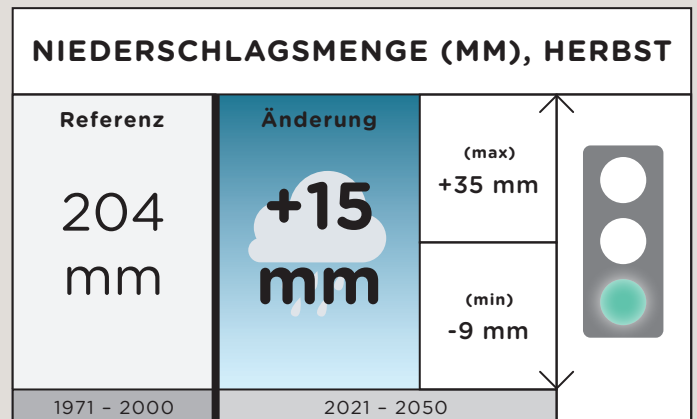 NIEDERSCHLAGSMENGE (MM), HERBST
Referenz
204
mm
1971 – 2000
Änderung
+15
mm
(max)
+35 mm
(min)
-9 mm
2021 – 2050